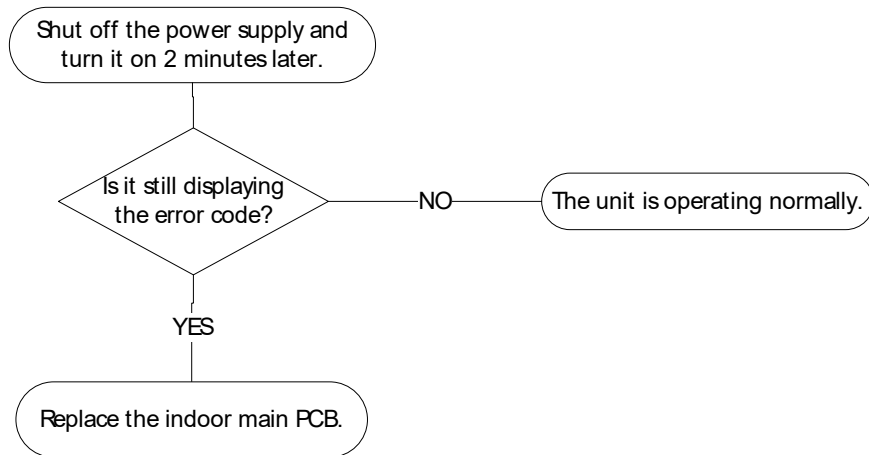 Shut off the power supply and
turn it on 2 minutes later.
Is it still displaying
the error code?
NO
The unit is operating normally.
YES
Replace the indoor main PCB.